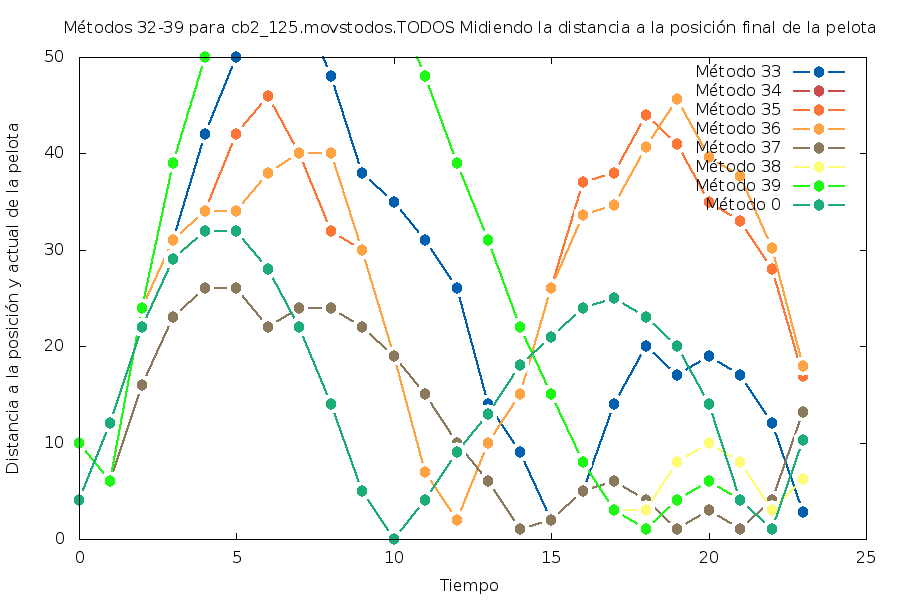 Métodos 32-39 para cb2_125.movstodos.TODOS Midiendo la distancia a la posición final de la pelota
Distancia a la posición y actual de la pelota
50
40
30
20
10
0
0 5 10 15 20 25
Tiempo
Método 33
Método 34
Método 35
Método 36
Método 37
Método 38
Método 39
Método 0